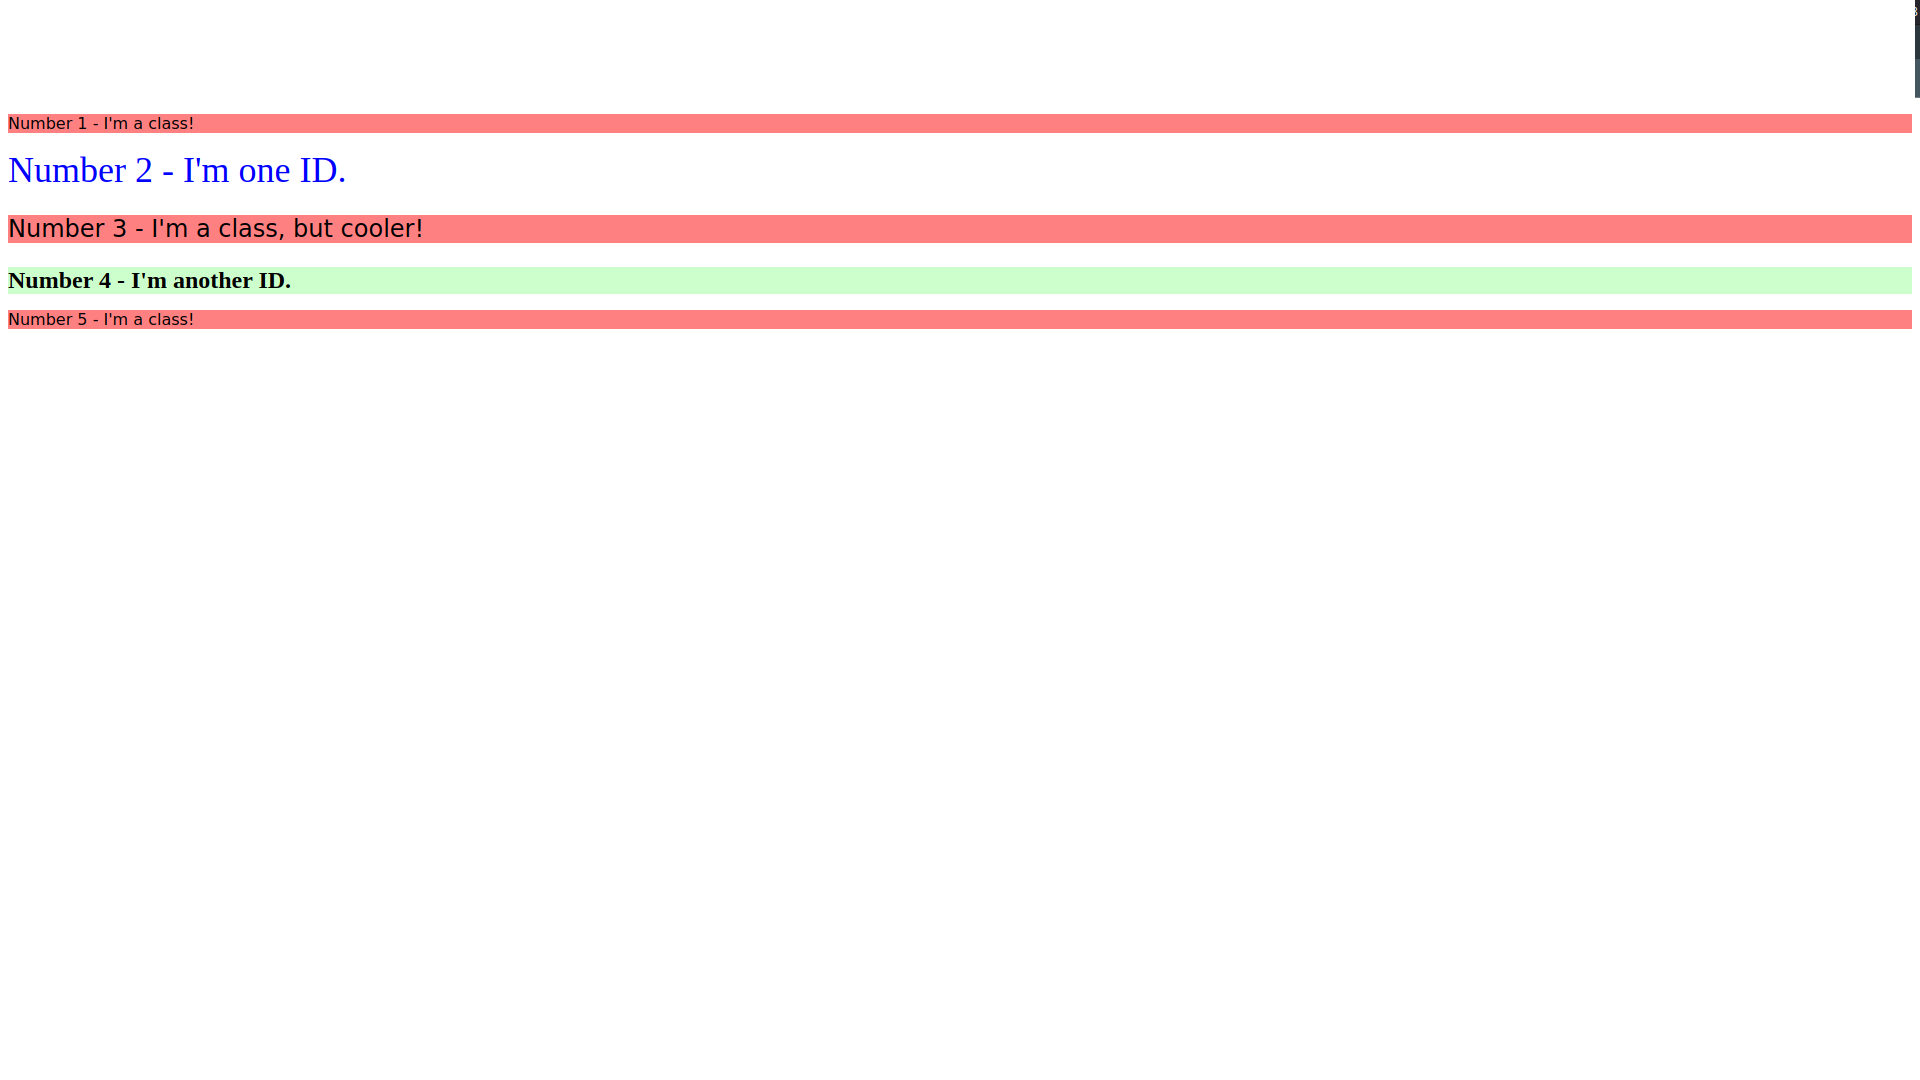 Number 1 - I'm a class!
Number 2 - I'm one ID.
Number 3 - I'm a class, but cooler!
Number 4 - I'm another ID.
Number 5 - I'm a class!